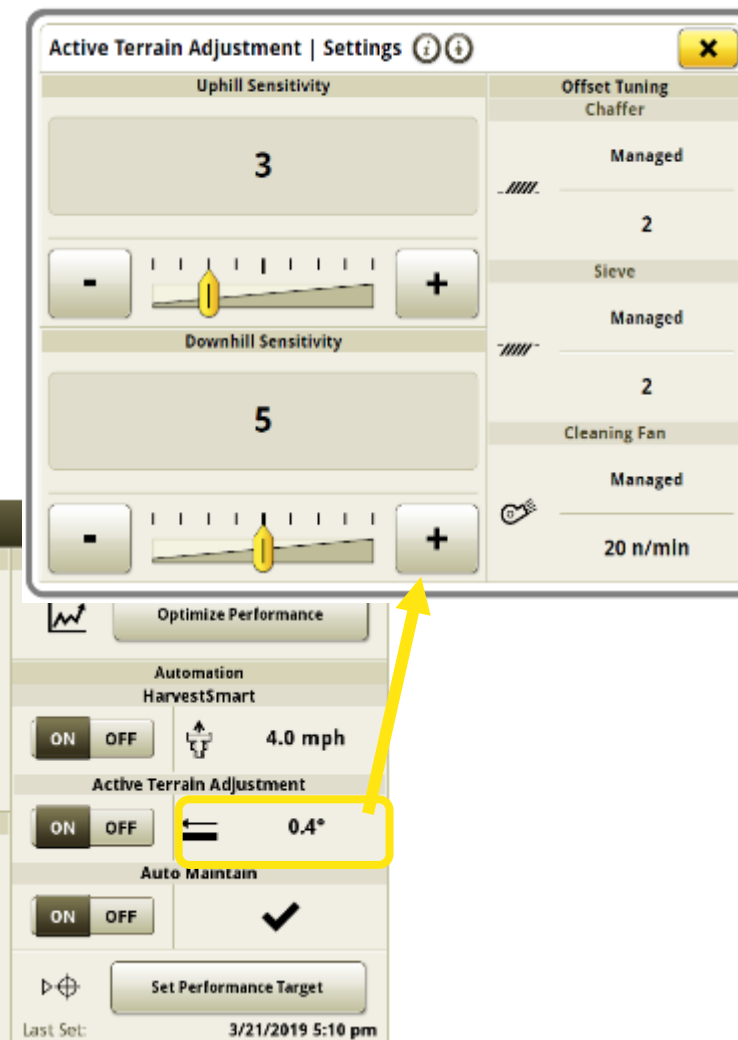 Active Terrain Adjustment | Settings
Uphill Sensitivity
3
-
+
Downhill Sensitivity
5
-
+
Offset Tuning
Chaffer
Managed
2
Sieve
Managed
2
Cleaning Fan
Managed
20 n/min
Optimize Performance
Automation
HarvestSmart
ON OFF
4.0 mph
Active Terrain Adjustment
ON OFF
0.4°
Auto Maintain
ON OFF
Set Performance Target
Last Set: 3/21/2019 5:10 pm